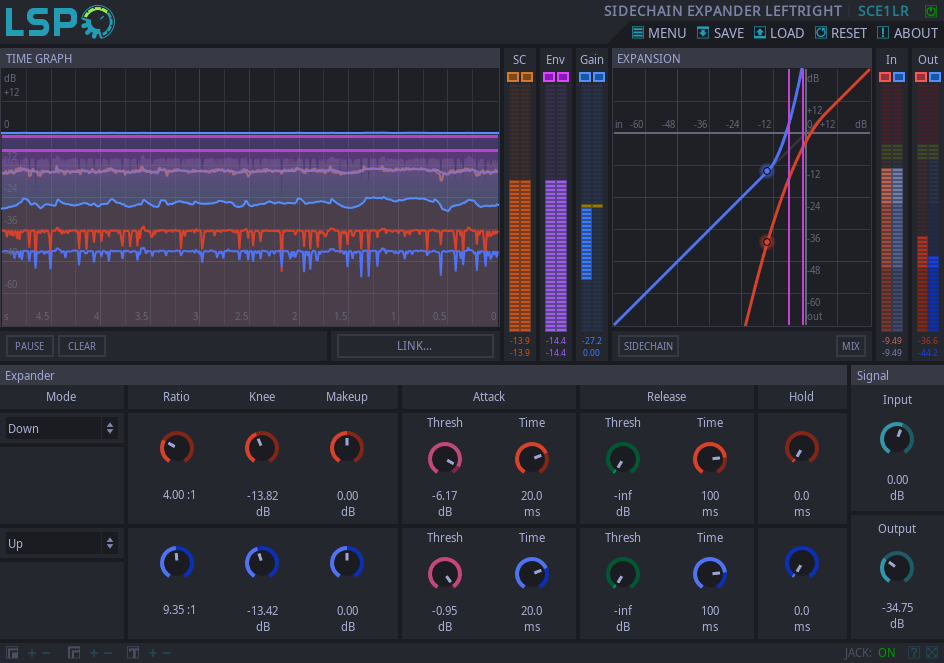 LSP
SIDECHAIN EXPANDER LEFTRIGHT SCE1LR
MENU SAVE LOAD RESET ABOUT
TIME GRAPH
SC Env Gain
EXPANSION
In Out
dB
+12
0
-12
-24
-36
-48
-60
s 4.5 4 3.5 3 2.5 2 1.5 1 0.5 0
dB
+12
in -60 -48 -36 -24 -12 0 +12 dB
-12
-24
-36
-48
-60
out
-13.9 -14.4 -27.2
-13.9 -14.4 0.00
-9.49 -36.6
-9.49 -44.2
PAUSE CLEAR LINK... SIDECHAIN MIX
Expander Signal
Mode Ratio Knee Makeup Attack Release Hold Input
Thresh Time Thresh Time
Down
4.00 :1 -13.82 0.00 -6.17 20.0 -inf 100 0.0 0.00
dB dB dB ms dB ms ms dB
Output
Thresh Time Thresh Time
Up
9.35 :1 -13.42 0.00 -0.95 20.0 -inf 100 0.0 -34.75
dB dB dB ms dB ms ms dB
+ − + − T + − JACK: ON ?